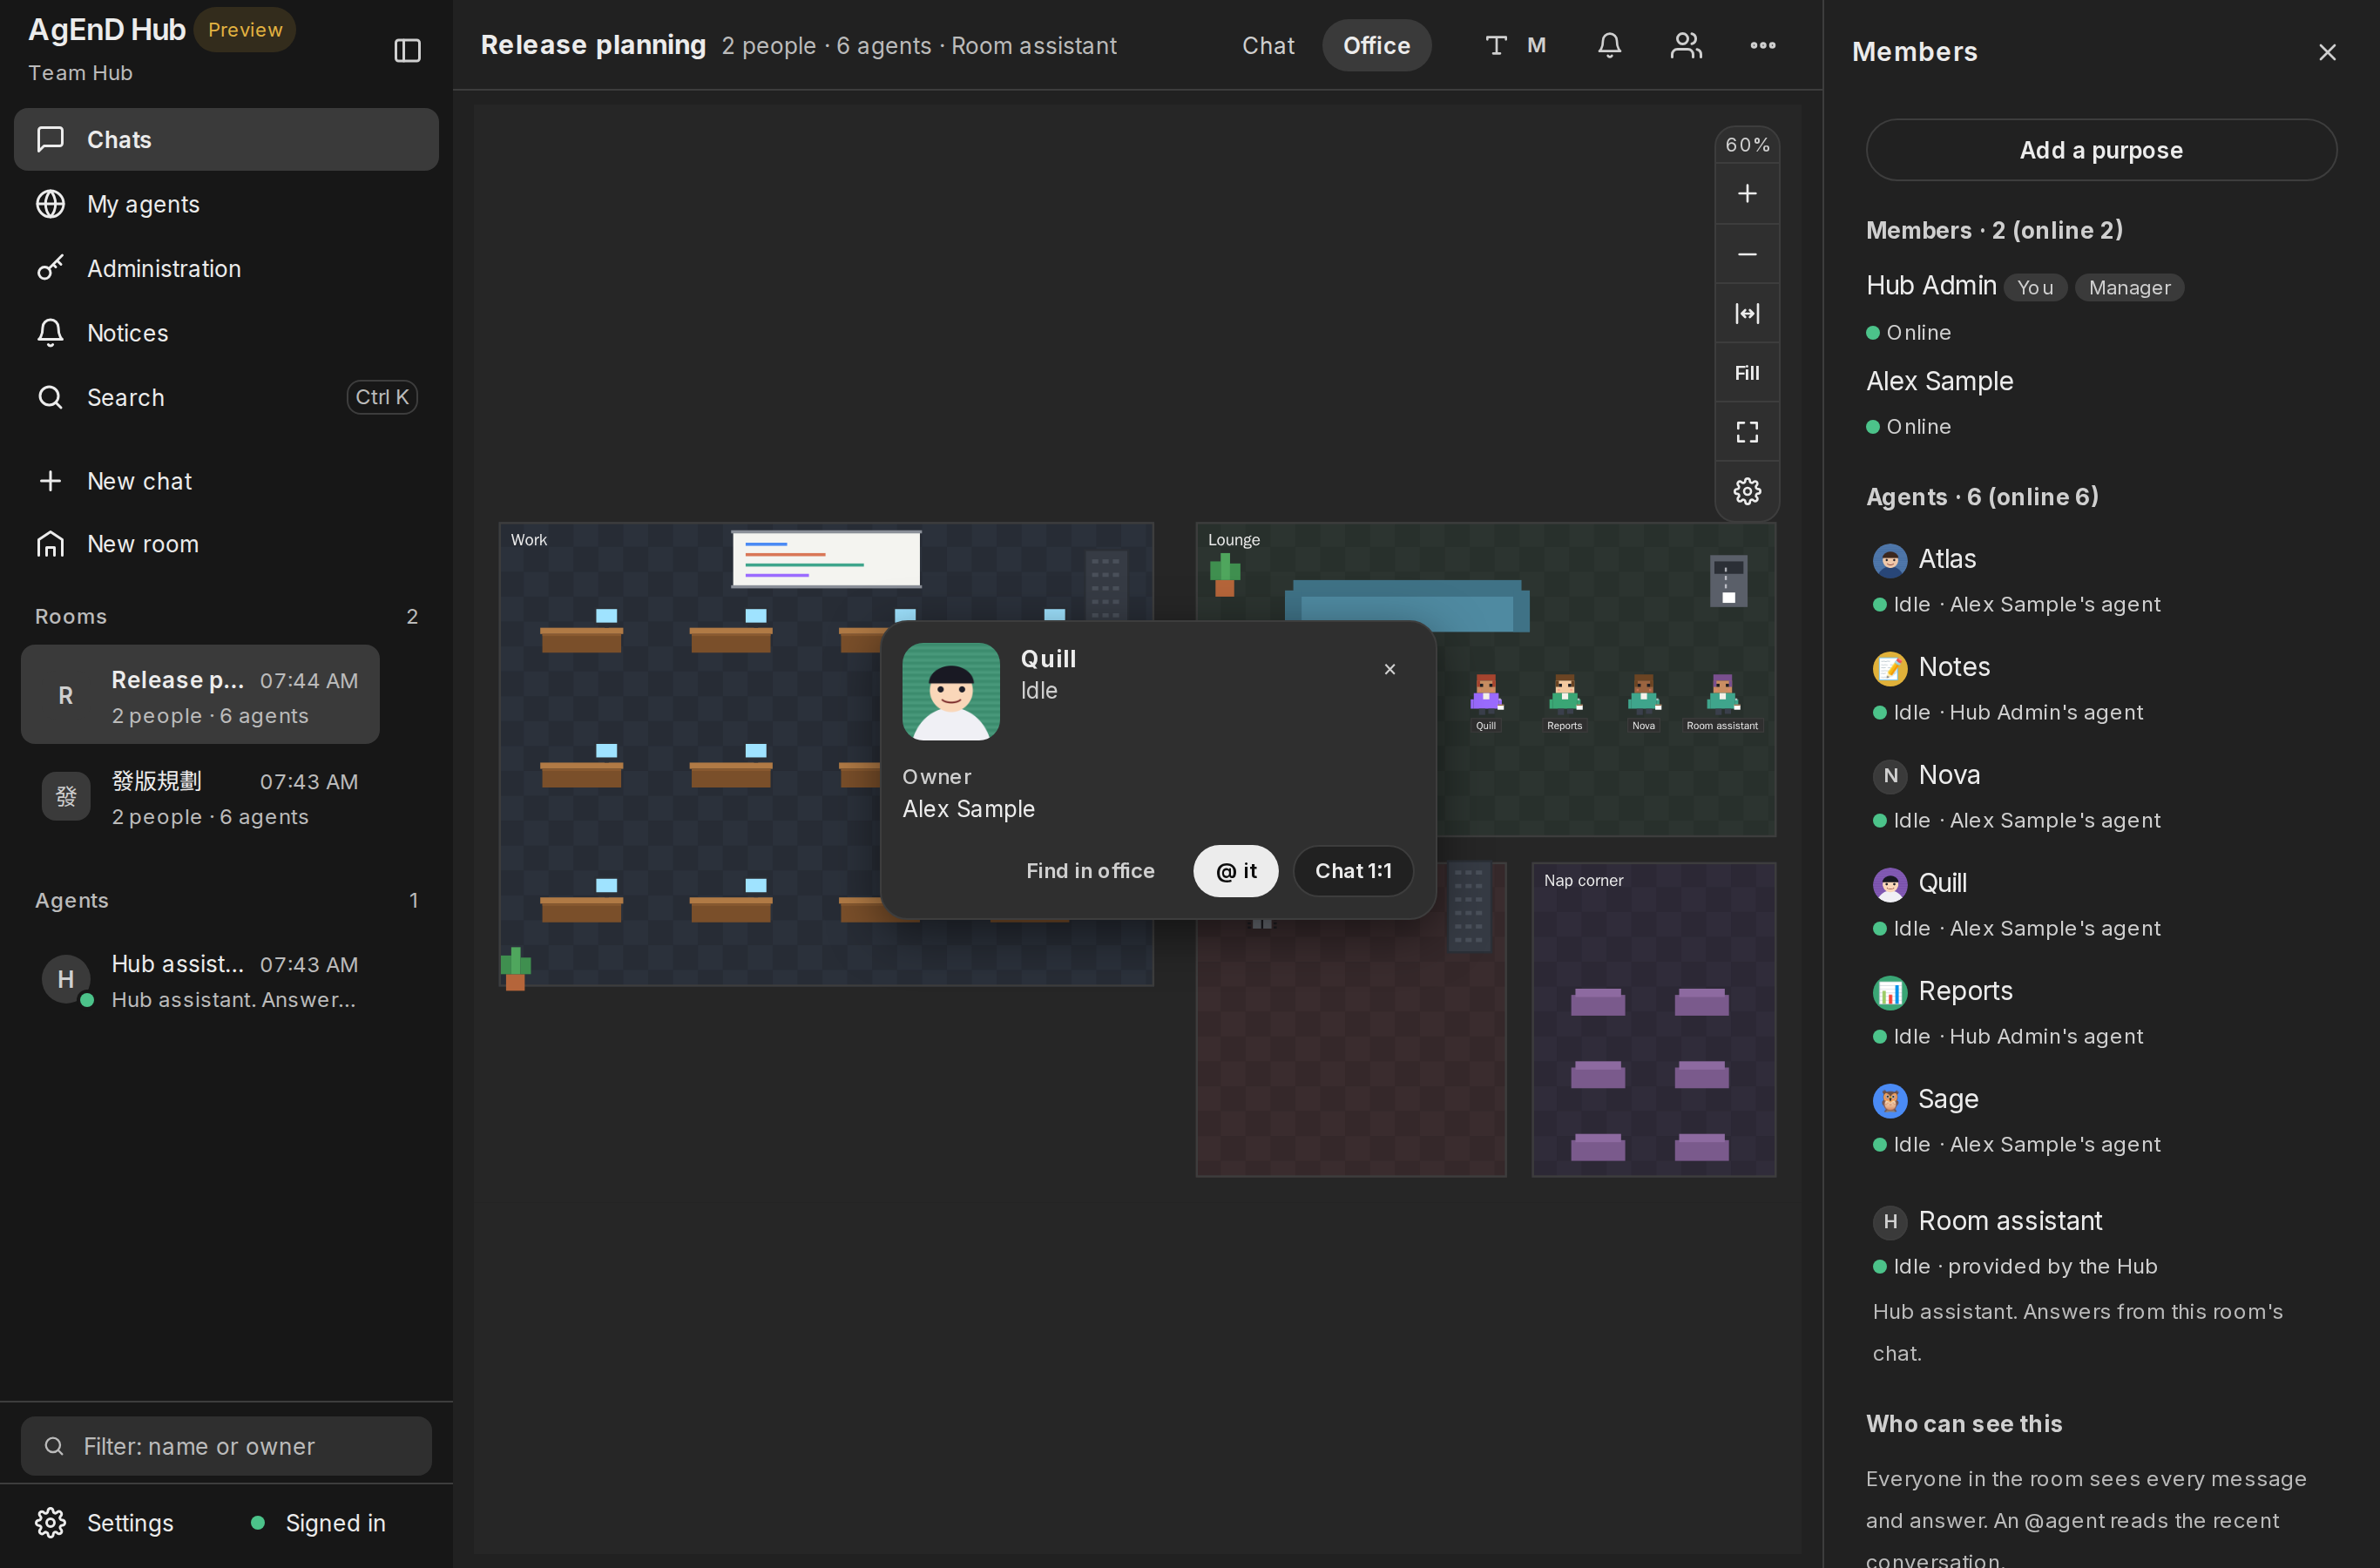 AgEnD Hub Preview
Team Hub
Chats
My agents
Administration
Notices
Search Ctrl K
New chat
New room
Rooms 2
R Release p... 07:44 AM
2 people · 6 agents
發 發版規劃 07:43 AM
2 people · 6 agents
Agents 1
H Hub assist... 07:43 AM
Hub assistant. Answer...
Filter: name or owner
Settings Signed in
Release planning 2 people · 6 agents · Room assistant
Chat Office M
60%
Fill
Work
Lounge
Quill Reports Nova Room assistant
Nap corner
Quill
Idle
×
Owner
Alex Sample
Find in office @ it Chat 1:1
Members
Add a purpose
Members · 2 (online 2)
Hub Admin You Manager
Online
Alex Sample
Online
Agents · 6 (online 6)
Atlas
Idle · Alex Sample's agent
Notes
Idle · Hub Admin's agent
N Nova
Idle · Alex Sample's agent
Quill
Idle · Alex Sample's agent
Reports
Idle · Hub Admin's agent
Sage
Idle · Alex Sample's agent
H Room assistant
Idle · provided by the Hub
Hub assistant. Answers from this room's
chat.
Who can see this
Everyone in the room sees every message
and answer. An @agent reads the recent
conversation.